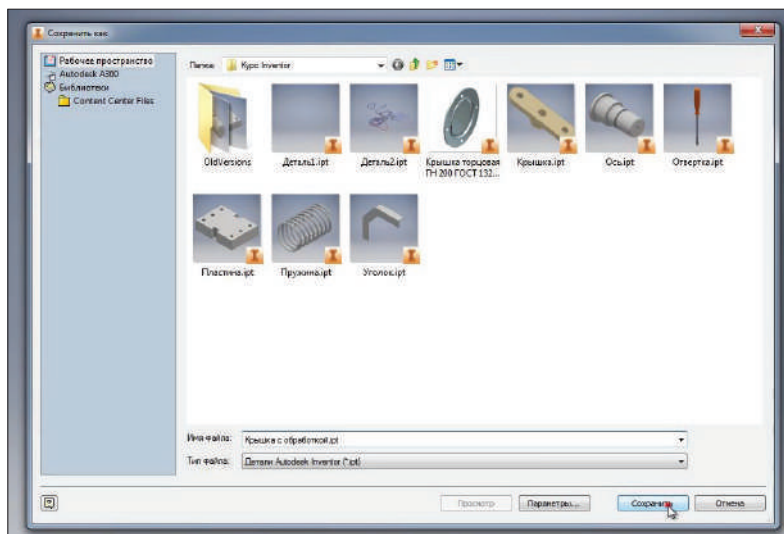 Сохранить как
Рабочее пространство
Autodesk A360
Библиотеки
Content Center Files
Папка:
Курс Inventor
OldVersions
Деталь1.ipt
Деталь2.ipt
Крышка торцовая
ГН 200 ГОСТ 132...
Крышка.ipt
Ось.ipt
Отвертка.ipt
Пластина.ipt
Пружина.ipt
Уголок.ipt
Имя файла:
Крышка с обработкой.ipt
Тип файла:
Детали Autodesk Inventor (*.ipt)
Просмотр
Параметры...
Сохранить
Отмена